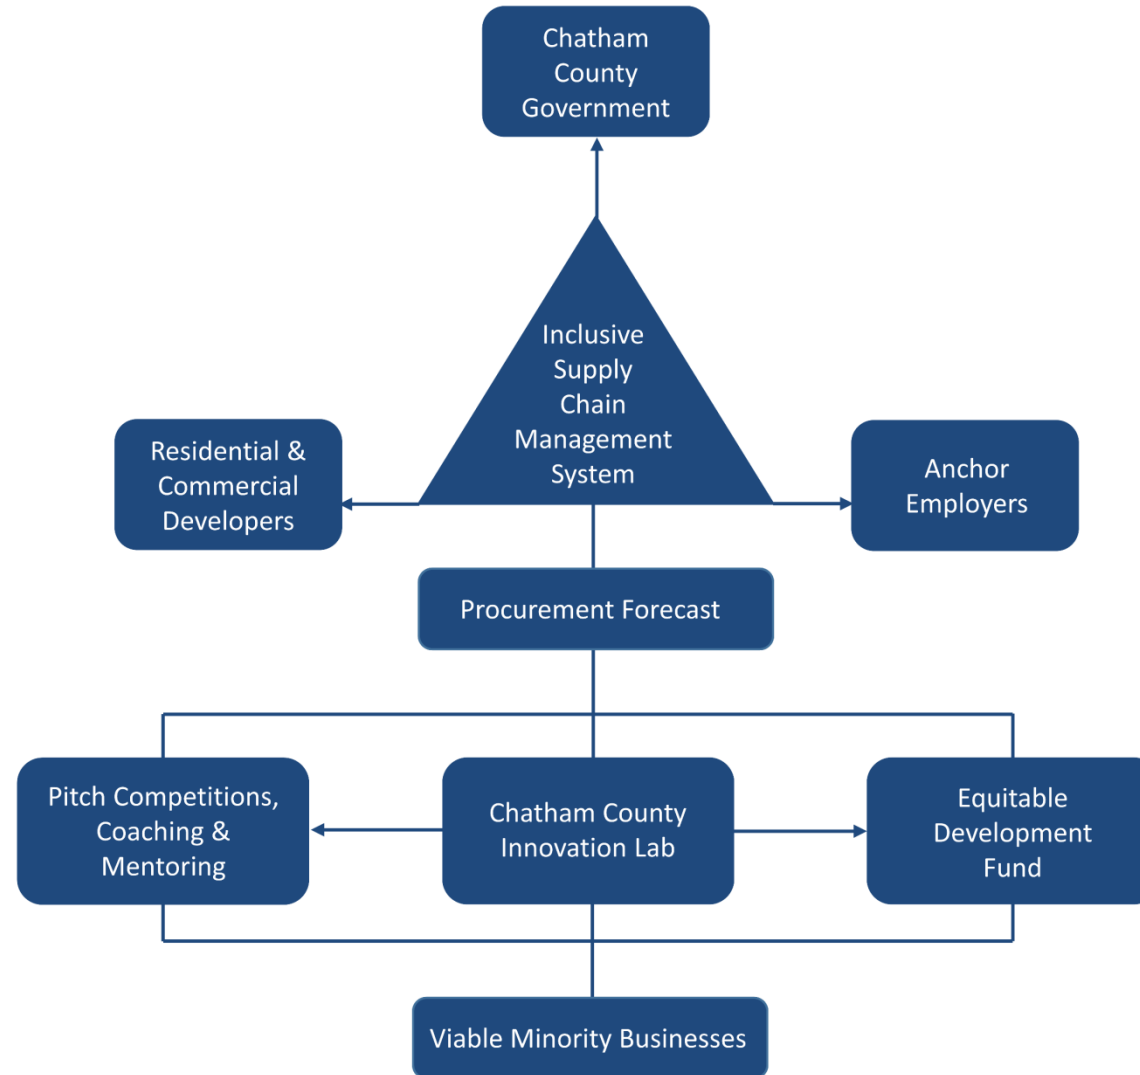 Chatham
County
Government
Inclusive
Supply
Chain
Management
System
Residential &
Commercial
Developers
Anchor
Employers
Procurement Forecast
Pitch Competitions,
Coaching &
Mentoring
Chatham County
Innovation Lab
Equitable
Development
Fund
Viable Minority Businesses